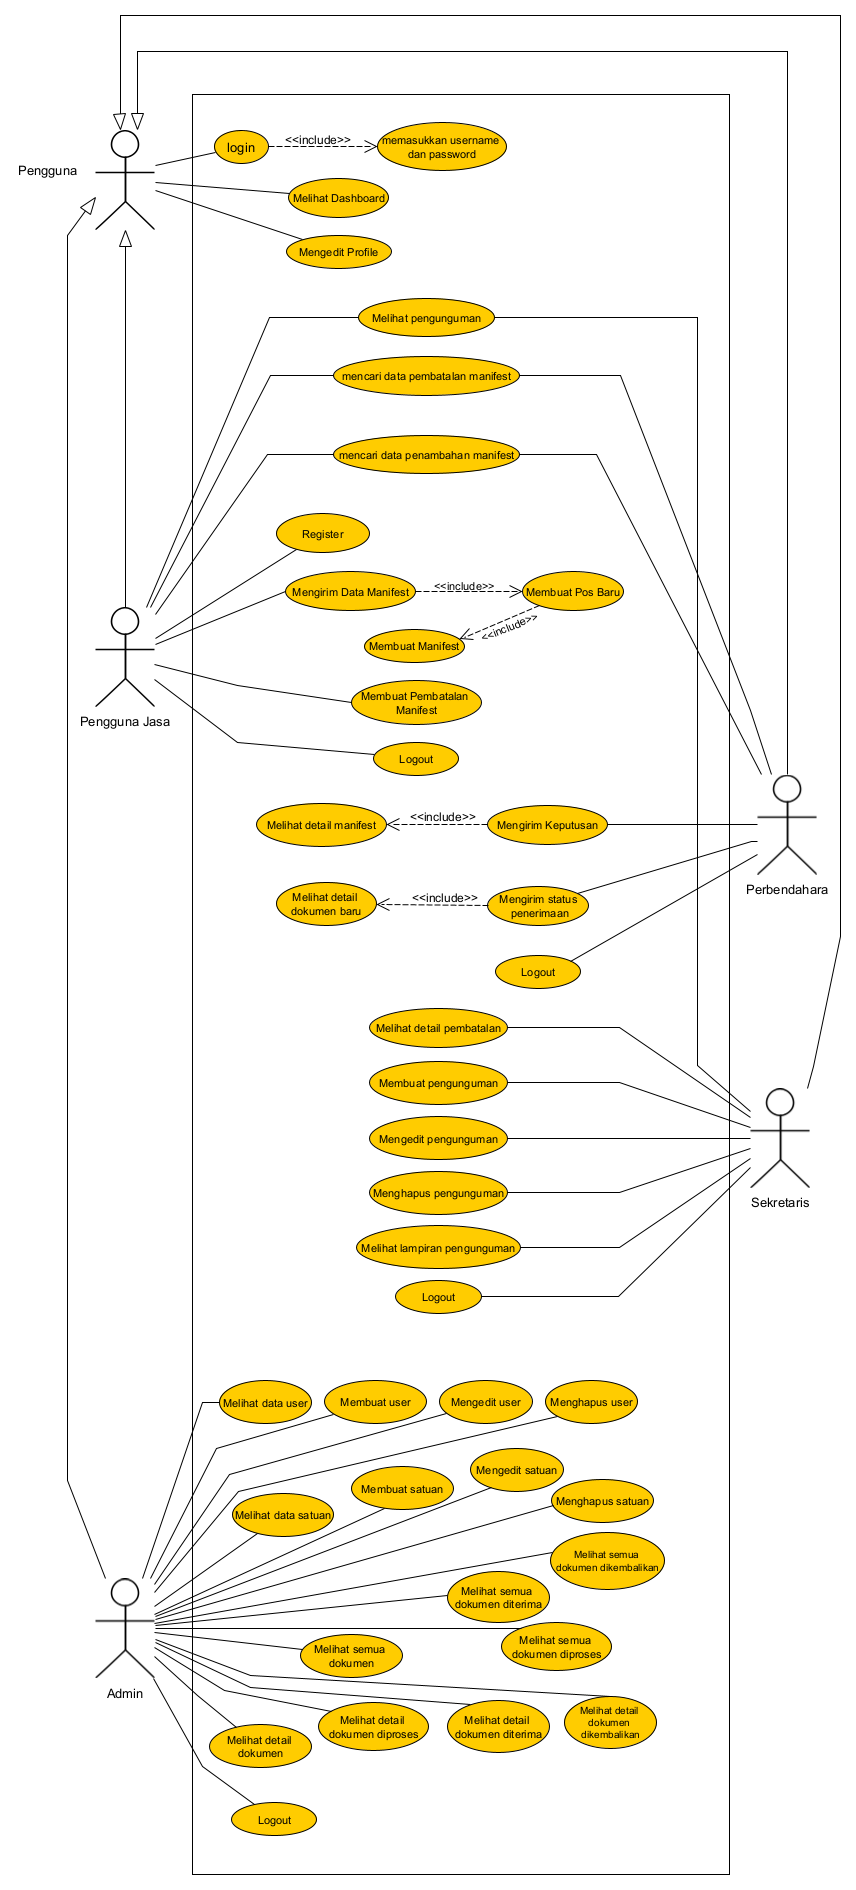 login
<<include>>
memasukkan username
dan password
Pengguna
Melihat Dashboard
Mengedit Profile
Melihat pengunguman
mencari data pembatalan manifest
mencari data penambahan manifest
Register
Mengirim Data Manifest
<<include>>
Membuat Pos Baru
<<include>>
Membuat Manifest
Membuat Pembatalan
Manifest
Pengguna Jasa
Logout
Melihat detail manifest
<<include>>
Mengirim Keputusan
Perbendahara
Melihat detail
dokumen baru
<<include>>
Mengirim status
penerimaan
Logout
Melihat detail pembatalan
Membuat pengunguman
Mengedit pengunguman
Menghapus pengunguman
Sekretaris
Melihat lampiran pengunguman
Logout
Melihat data user
Membuat user
Mengedit user
Menghapus user
Mengedit satuan
Membuat satuan
Menghapus satuan
Melihat data satuan
Melihat semua
dokumen dikembalikan
Melihat semua
dokumen diterima
Melihat semua
dokumen diproses
Melihat semua
dokumen
Admin
Melihat detail
dokumen
dikembalikan
Melihat detail
dokumen diproses
Melihat detail
dokumen diterima
Melihat detail
dokumen
Logout